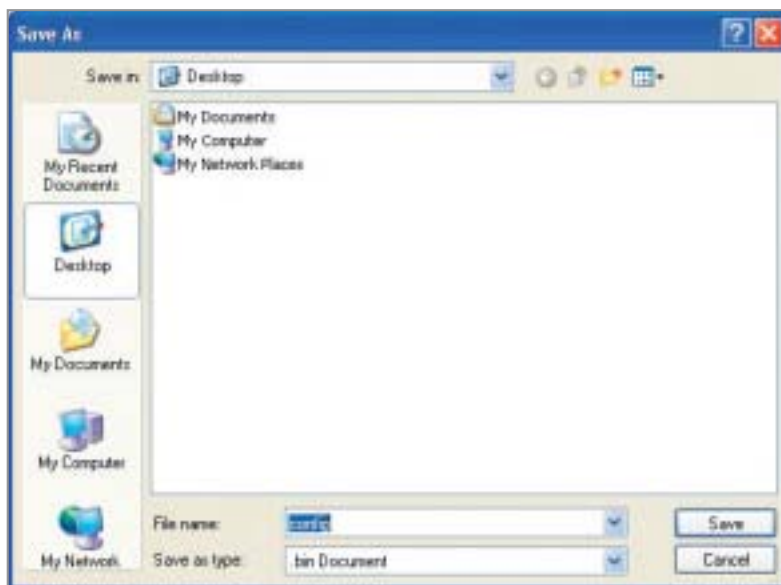 Save As
Save in: Desktop
My Documents
My Computer
My Network Places
My Recent
Documents
Desktop
My Documents
My Computer
My Network
File name: config
Save as type: .bin Document
Save
Cancel